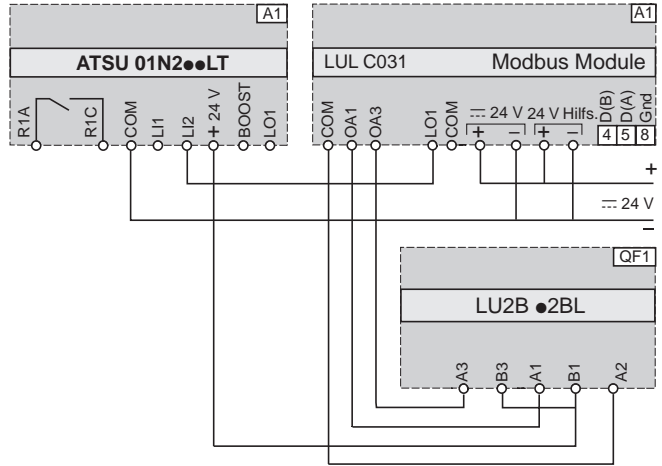 A1
ATSU 01N2●●LT
R1A
R1C
COM
LI1
LI2
+ 24 V
BOOST
LO1
A1
LUL C031 Modbus Module
COM
OA1
OA3
LO1
COM
⎓ 24 V 24 V Hilfs.
+ − + −
D(B)
D(A)
Gnd
4 5 8
+
⎓ 24 V
−
QF1
LU2B ●2BL
A3
B3
A1
B1
A2